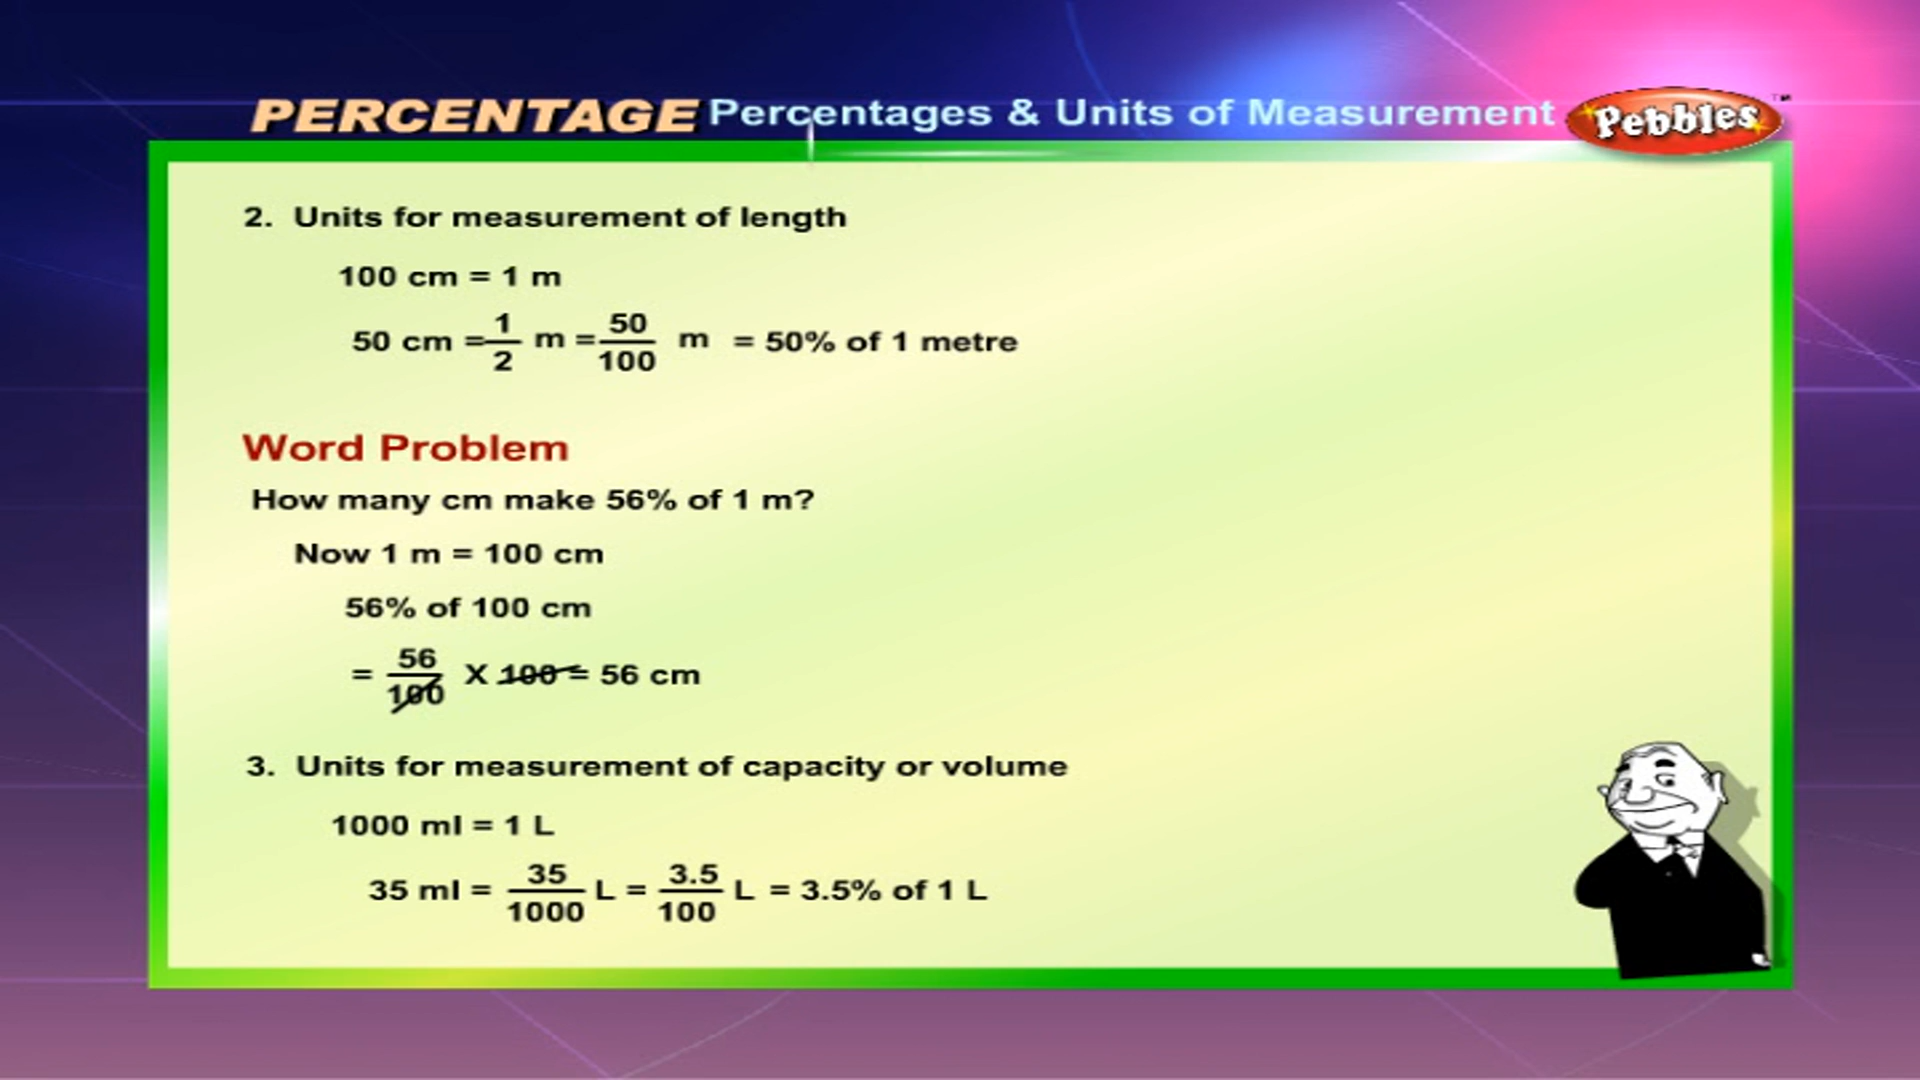 PERCENTAGE Percentages & Units of Measurement Pebbles™
2. Units for measurement of length
100 cm = 1 m
50 cm = 1/2 m = 50/100 m = 50% of 1 metre
Word Problem
How many cm make 56% of 1 m?
Now 1 m = 100 cm
56% of 100 cm
= 56/100 X 100 = 56 cm
3. Units for measurement of capacity or volume
1000 ml = 1 L
35 ml = 35/1000 L = 3.5/100 L = 3.5% of 1 L